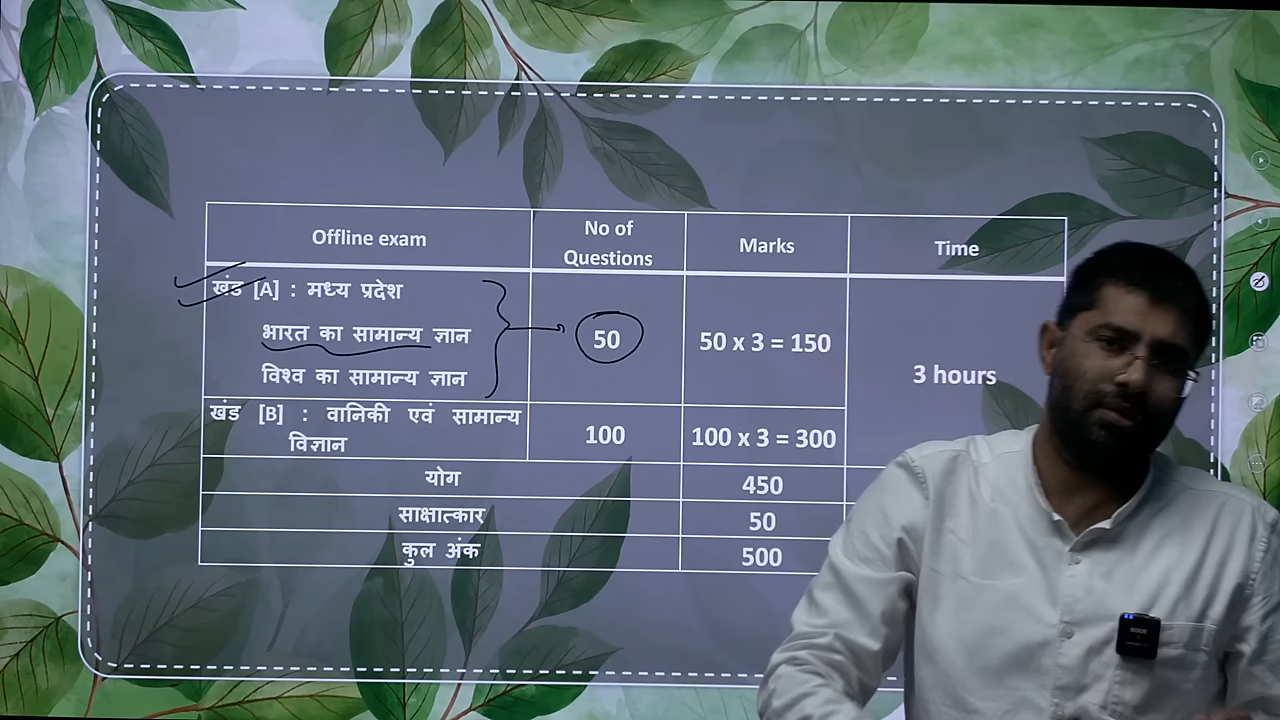 Offline exam
No of
Questions
Marks
Time
खंड [A] : मध्य प्रदेश
भारत का सामान्य ज्ञान
विश्व का सामान्य ज्ञान
50
50 x 3 = 150
3 hours
खंड [B] : वानिकी एवं सामान्य
विज्ञान
100
100 x 3 = 300
योग
450
साक्षात्कार
50
कुल अंक
500